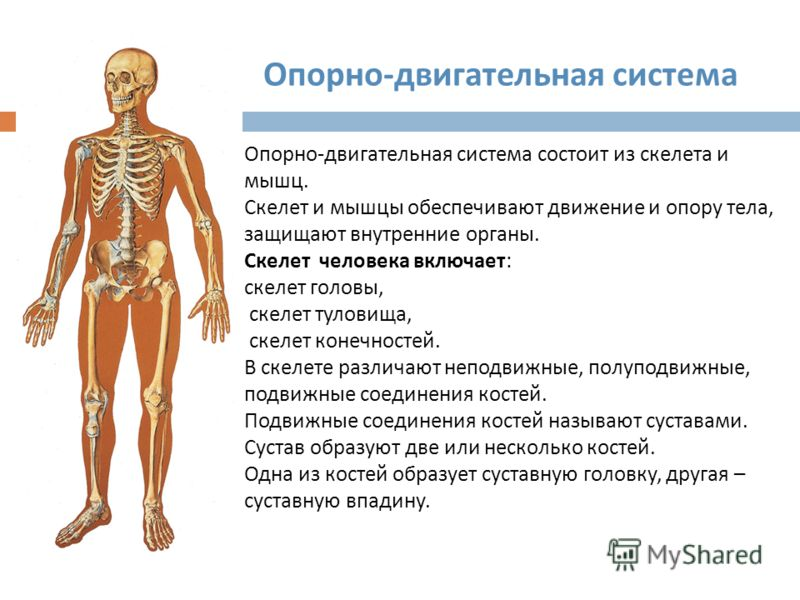 Опорно-двигательная система
Опорно-двигательная система состоит из скелета и
мышц.
Скелет и мышцы обеспечивают движение и опору тела,
защищают внутренние органы.
Скелет человека включает:
скелет головы,
скелет туловища,
скелет конечностей.
В скелете различают неподвижные, полуподвижные,
подвижные соединения костей.
Подвижные соединения костей называют суставами.
Сустав образуют две или несколько костей.
Одна из костей образует суставную головку, другая –
суставную впадину.
MyShared